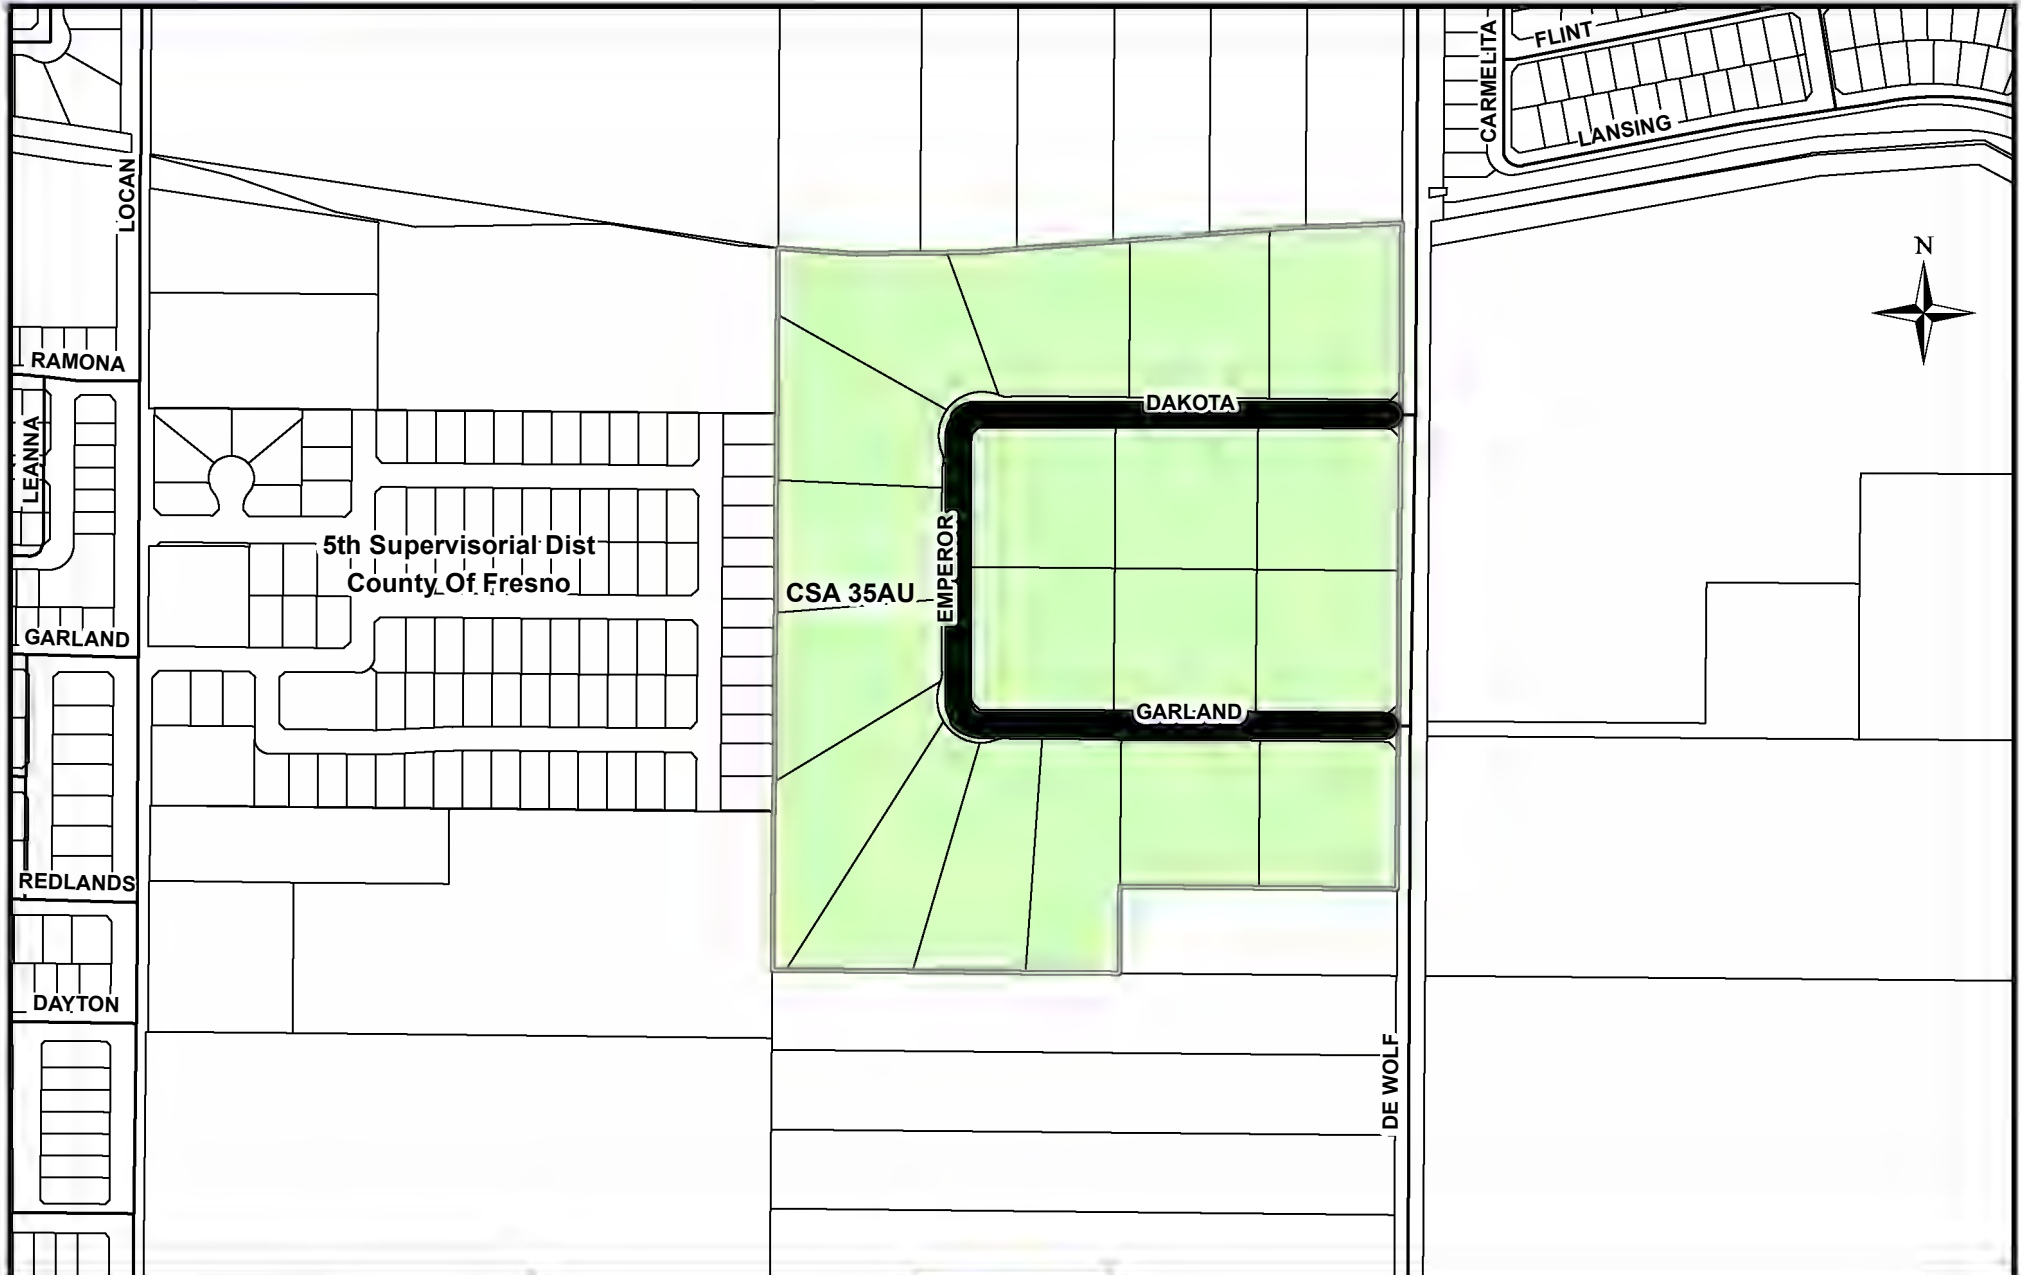 FLINT
CARMELITA
LANSING
LOCAN
N
RAMONA
DAKOTA
LEANNA
5th Supervisorial Dist
County Of Fresno
EMPEROR
CSA 35AU
GARLAND
GARLAND
REDLANDS
DAYTON
DE WOLF